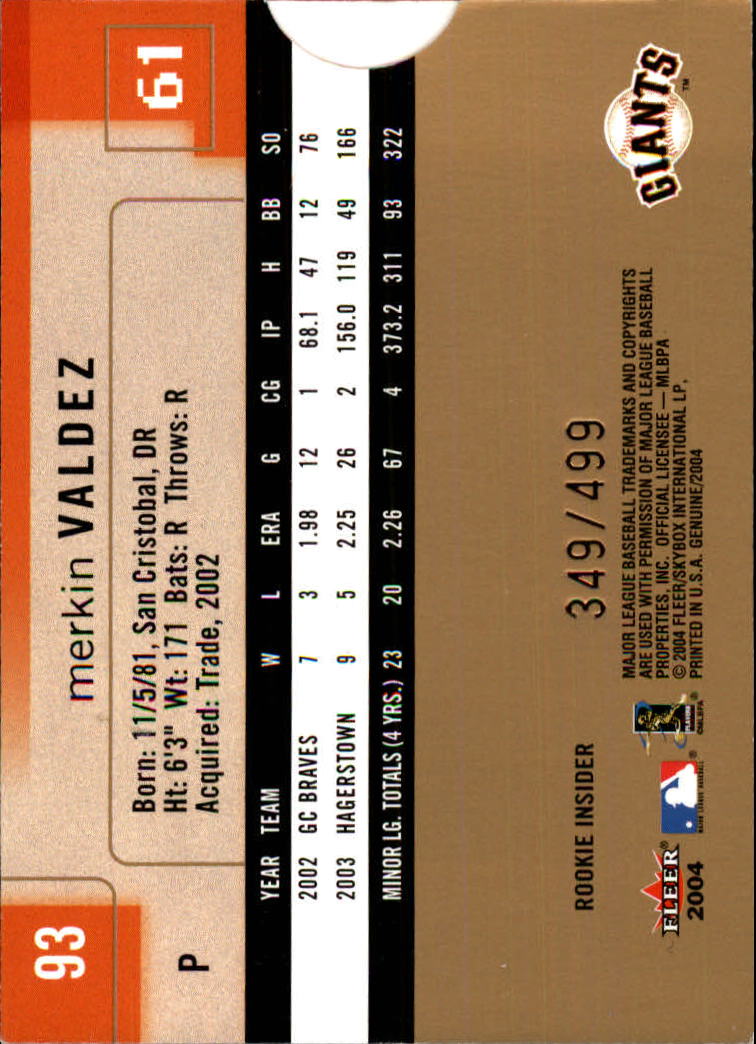 93
61
merkin VALDEZ
P
Born: 11/5/81, San Cristobal, DR
Ht: 6'3" Wt: 171 Bats: R Throws: R
Acquired: Trade, 2002
YEAR TEAM W L ERA G CG IP H BB SO
2002 GC BRAVES 7 3 1.98 12 1 68.1 47 12 76
2003 HAGERSTOWN 9 5 2.25 26 2 156.0 119 49 166
MINOR LG. TOTALS (4 YRS.) 23 20 2.26 67 4 373.2 311 93 322
ROOKIE INSIDER
349/499
GIANTS
TM
FLEER®
2004
MAJOR LEAGUE BASEBALL TRADEMARKS AND COPYRIGHTS
ARE USED WITH PERMISSION OF MAJOR LEAGUE BASEBALL
PROPERTIES, INC. OFFICIAL LICENSEE — MLBPA
© 2004 FLEER/SKYBOX INTERNATIONAL LP,
PRINTED IN U.S.A. GENUINE/2004